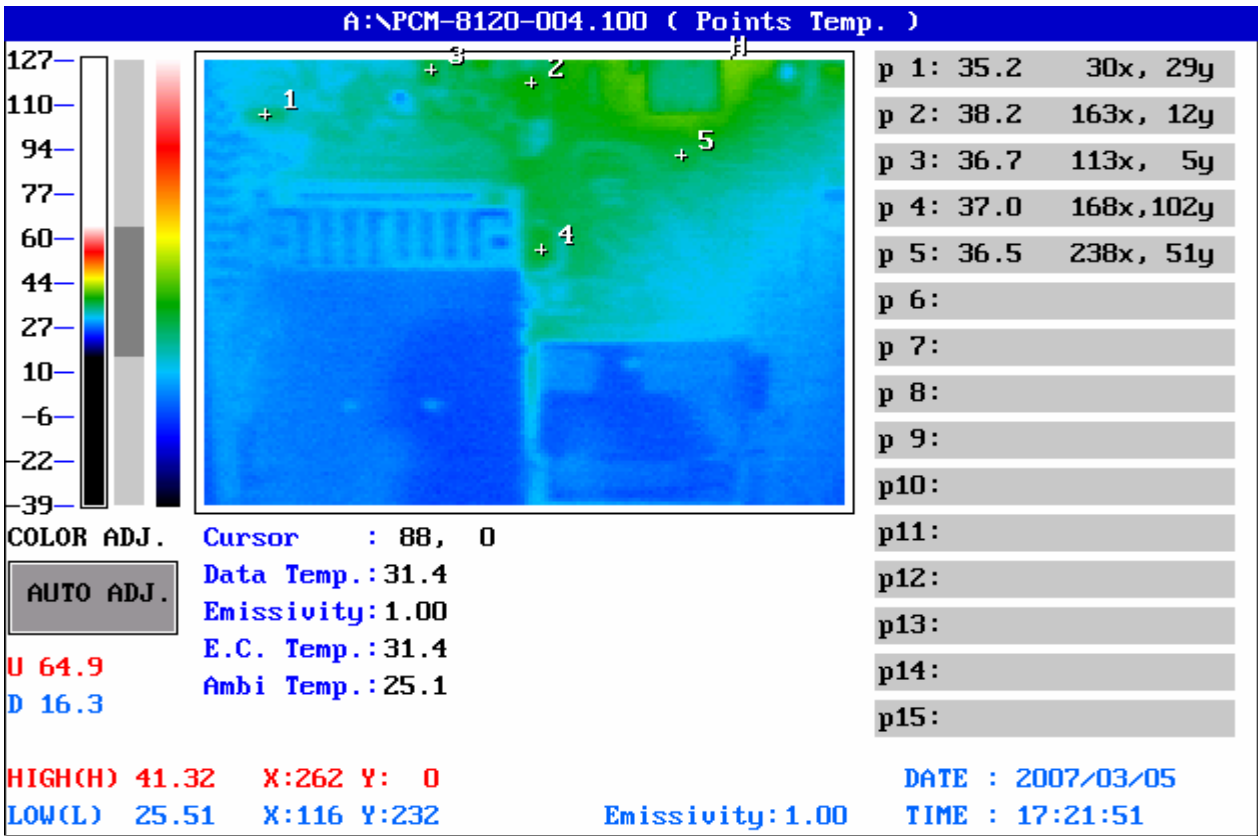 A:\PCM-8120-004.100 ( Points Temp. )
127
110
94
77
60
44
27
10
-6
-22
-39
H
1
2
3
4
5
p 1: 35.2 30x, 29y
p 2: 38.2 163x, 12y
p 3: 36.7 113x, 5y
p 4: 37.0 168x,102y
p 5: 36.5 238x, 51y
p 6:
p 7:
p 8:
p 9:
p10:
p11:
p12:
p13:
p14:
p15:
COLOR ADJ.
AUTO ADJ.
U 64.9
D 16.3
Cursor : 88, 0
Data Temp.:31.4
Emissivity:1.00
E.C. Temp.:31.4
Ambi Temp.:25.1
HIGH(H) 41.32 X:262 Y: 0
LOW(L) 25.51 X:116 Y:232
Emissivity:1.00
DATE : 2007/03/05
TIME : 17:21:51